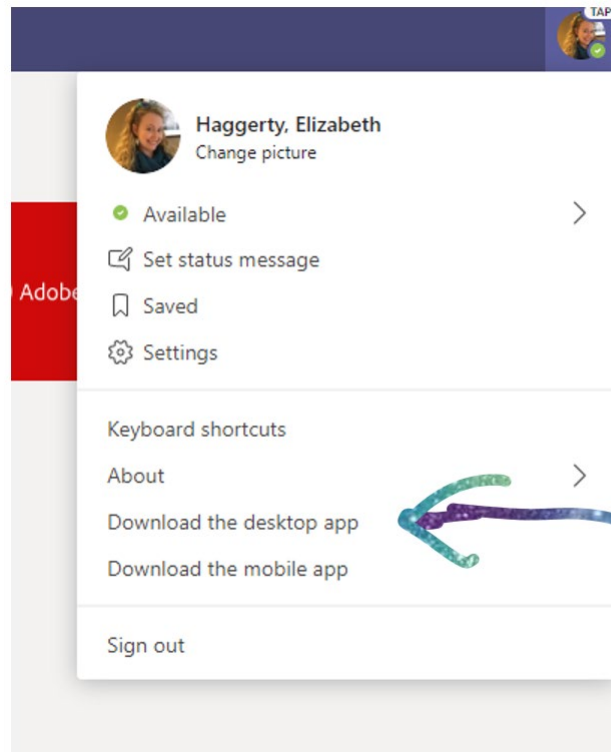 TAP
Haggerty, Elizabeth
Change picture
Available
Set status message
Adobe
Saved
Settings
Keyboard shortcuts
About
Download the desktop app
Download the mobile app
Sign out